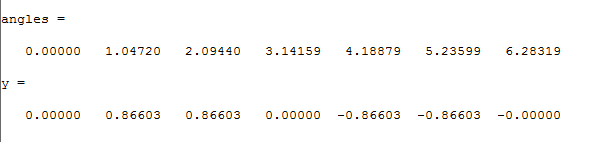 angles =
0.00000 1.04720 2.09440 3.14159 4.18879 5.23599 6.28319
y =
0.00000 0.86603 0.86603 0.00000 -0.86603 -0.86603 -0.00000